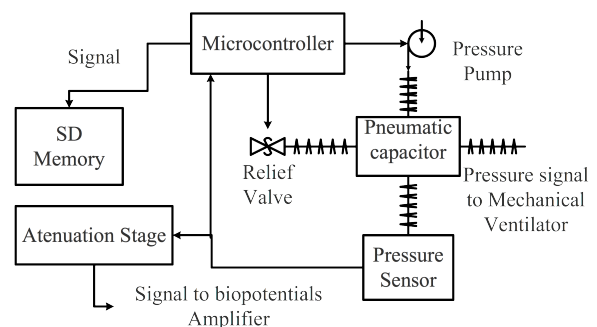 Microcontroller
Signal
Pressure
Pump
SD
Memory
Pneumatic
capacitor
Relief
Valve
Pressure signal
to Mechanical
Ventilator
Atenuation Stage
Pressure
Sensor
Signal to biopotentials
Amplifier